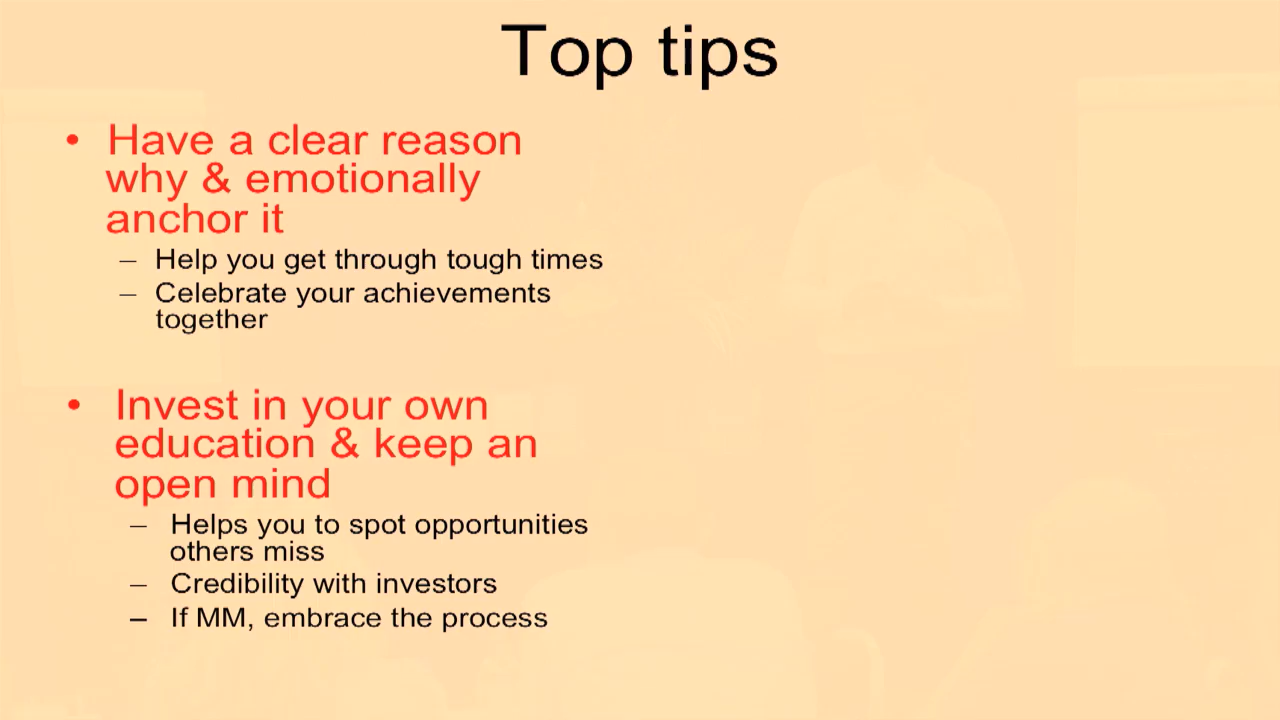 Top tips
• Have a clear reason
why & emotionally
anchor it
– Help you get through tough times
– Celebrate your achievements
together
• Invest in your own
education & keep an
open mind
– Helps you to spot opportunities
others miss
– Credibility with investors
– If MM, embrace the process